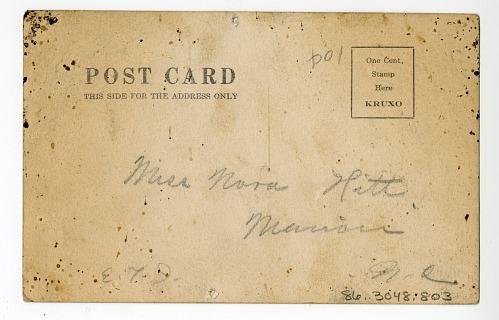 p01
One Cent,
Stamp
Here
KRUXO
POST CARD
THIS SIDE FOR THE ADDRESS ONLY
Miss Nora Hitt,
Marion
N.C.
86.3048.803